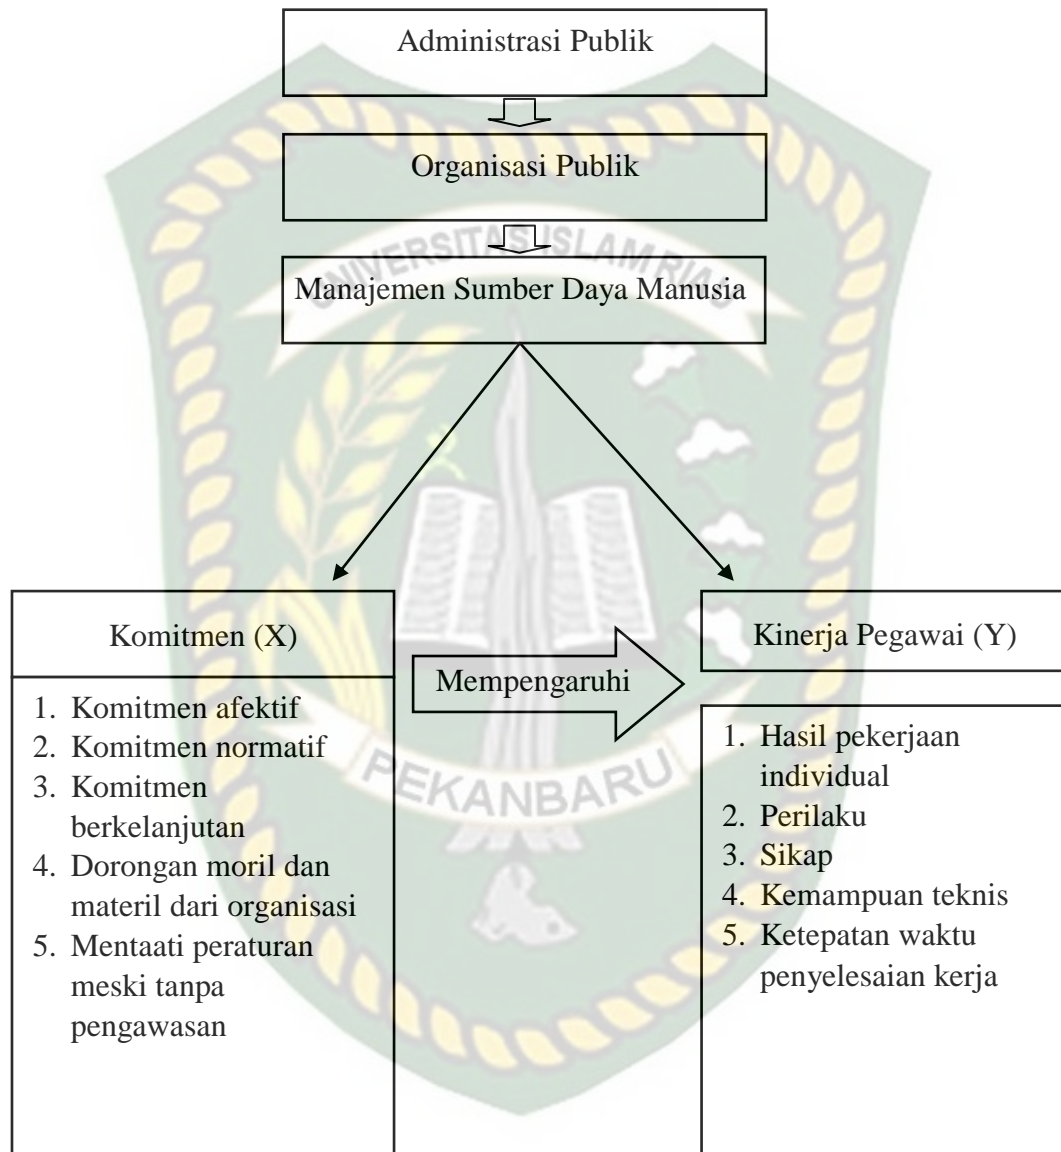 Administrasi Publik
Organisasi Publik
UNIVERSITAS ISLAM RIAU
Manajemen Sumber Daya Manusia
Komitmen (X)
1. Komitmen afektif
2. Komitmen normatif
3. Komitmen
berkelanjutan
4. Dorongan moril dan
materil dari organisasi
5. Mentaati peraturan
meski tanpa
pengawasan
Mempengaruhi
Kinerja Pegawai (Y)
1. Hasil pekerjaan
individual
2. Perilaku
3. Sikap
4. Kemampuan teknis
5. Ketepatan waktu
penyelesaian kerja
PEKANBARU